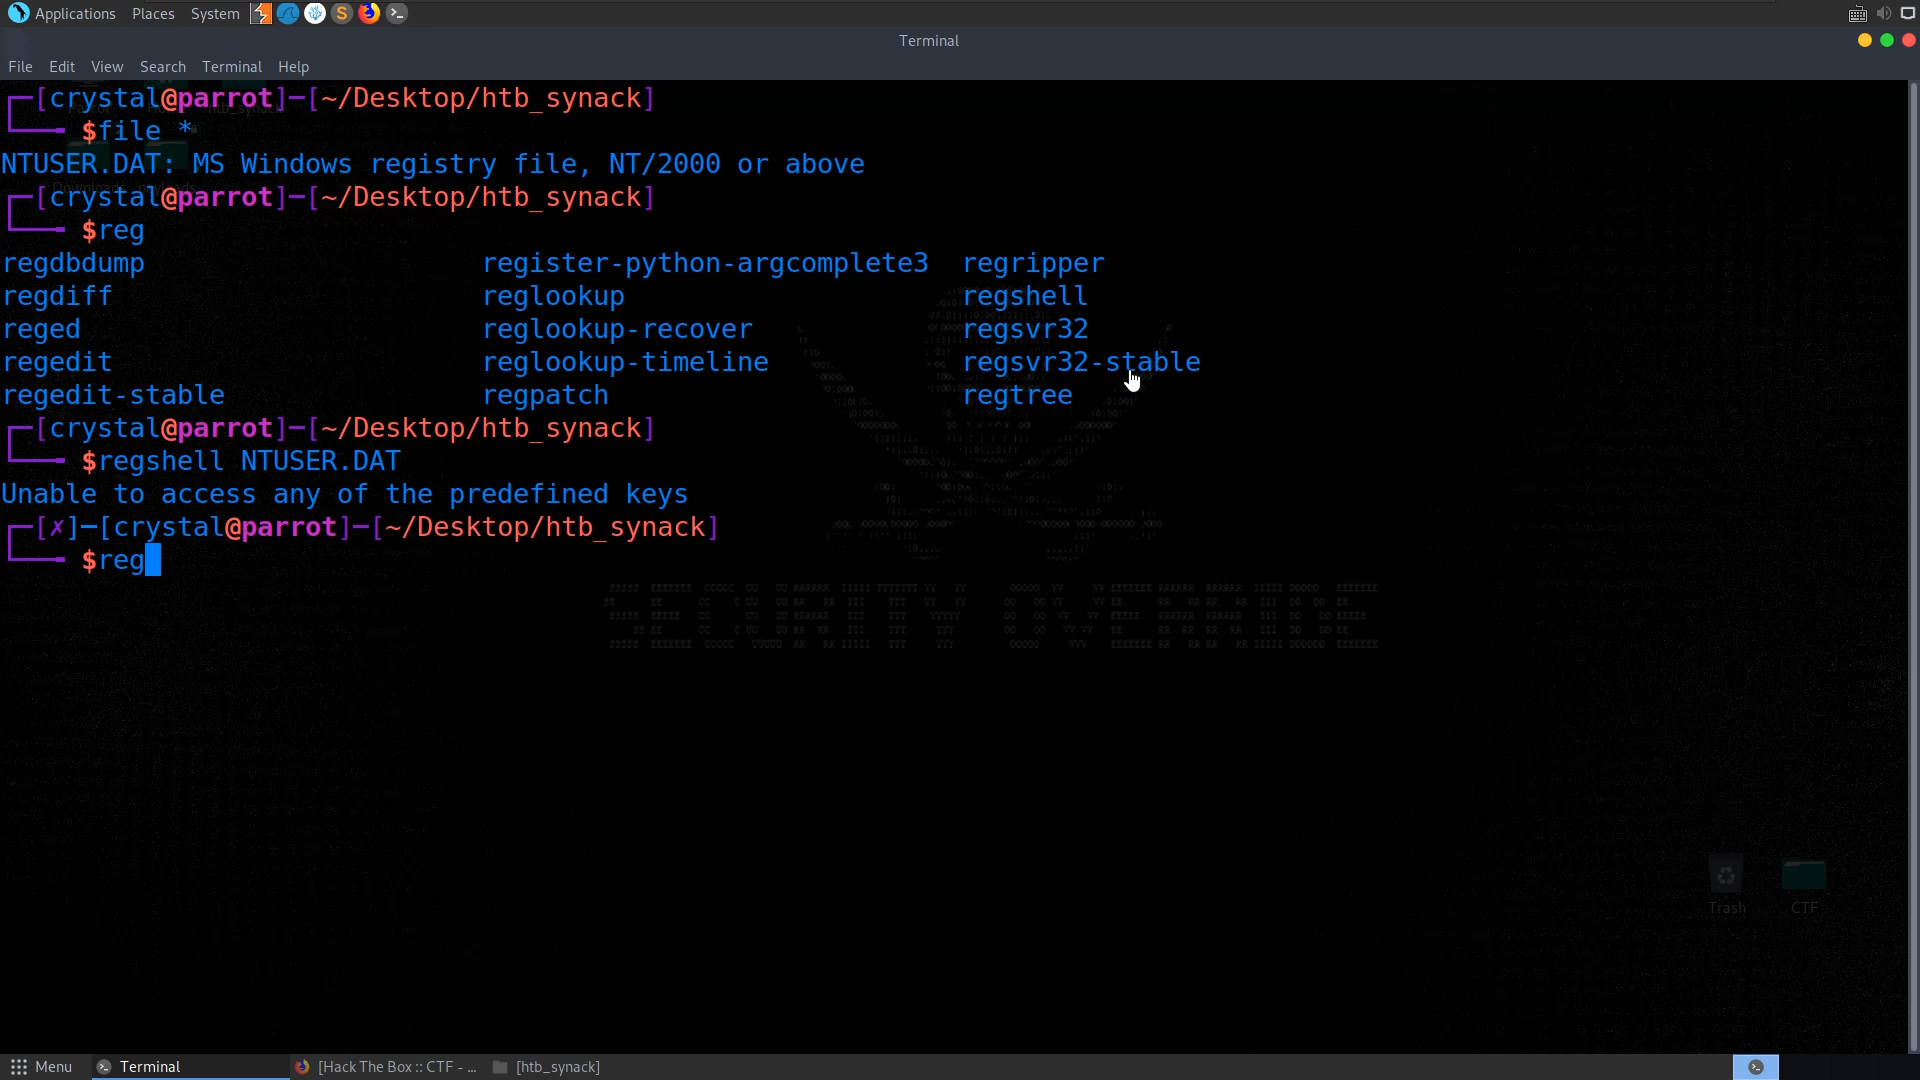 Applications Places System
Terminal
File Edit View Search Terminal Help
┌─[crystal@parrot]─[~/Desktop/htb_synack]
└──╼ $file *
NTUSER.DAT: MS Windows registry file, NT/2000 or above
┌─[crystal@parrot]─[~/Desktop/htb_synack]
└──╼ $reg
regdbdump register-python-argcomplete3 regripper
regdiff reglookup regshell
reged reglookup-recover regsvr32
regedit reglookup-timeline regsvr32-stable
regedit-stable regpatch regtree
┌─[crystal@parrot]─[~/Desktop/htb_synack]
└──╼ $regshell NTUSER.DAT
Unable to access any of the predefined keys
┌─[✗]─[crystal@parrot]─[~/Desktop/htb_synack]
└──╼ $reg
SECURITY OVERRIDE
Trash CTF
Menu Terminal [Hack The Box :: CTF - ... [htb_synack]